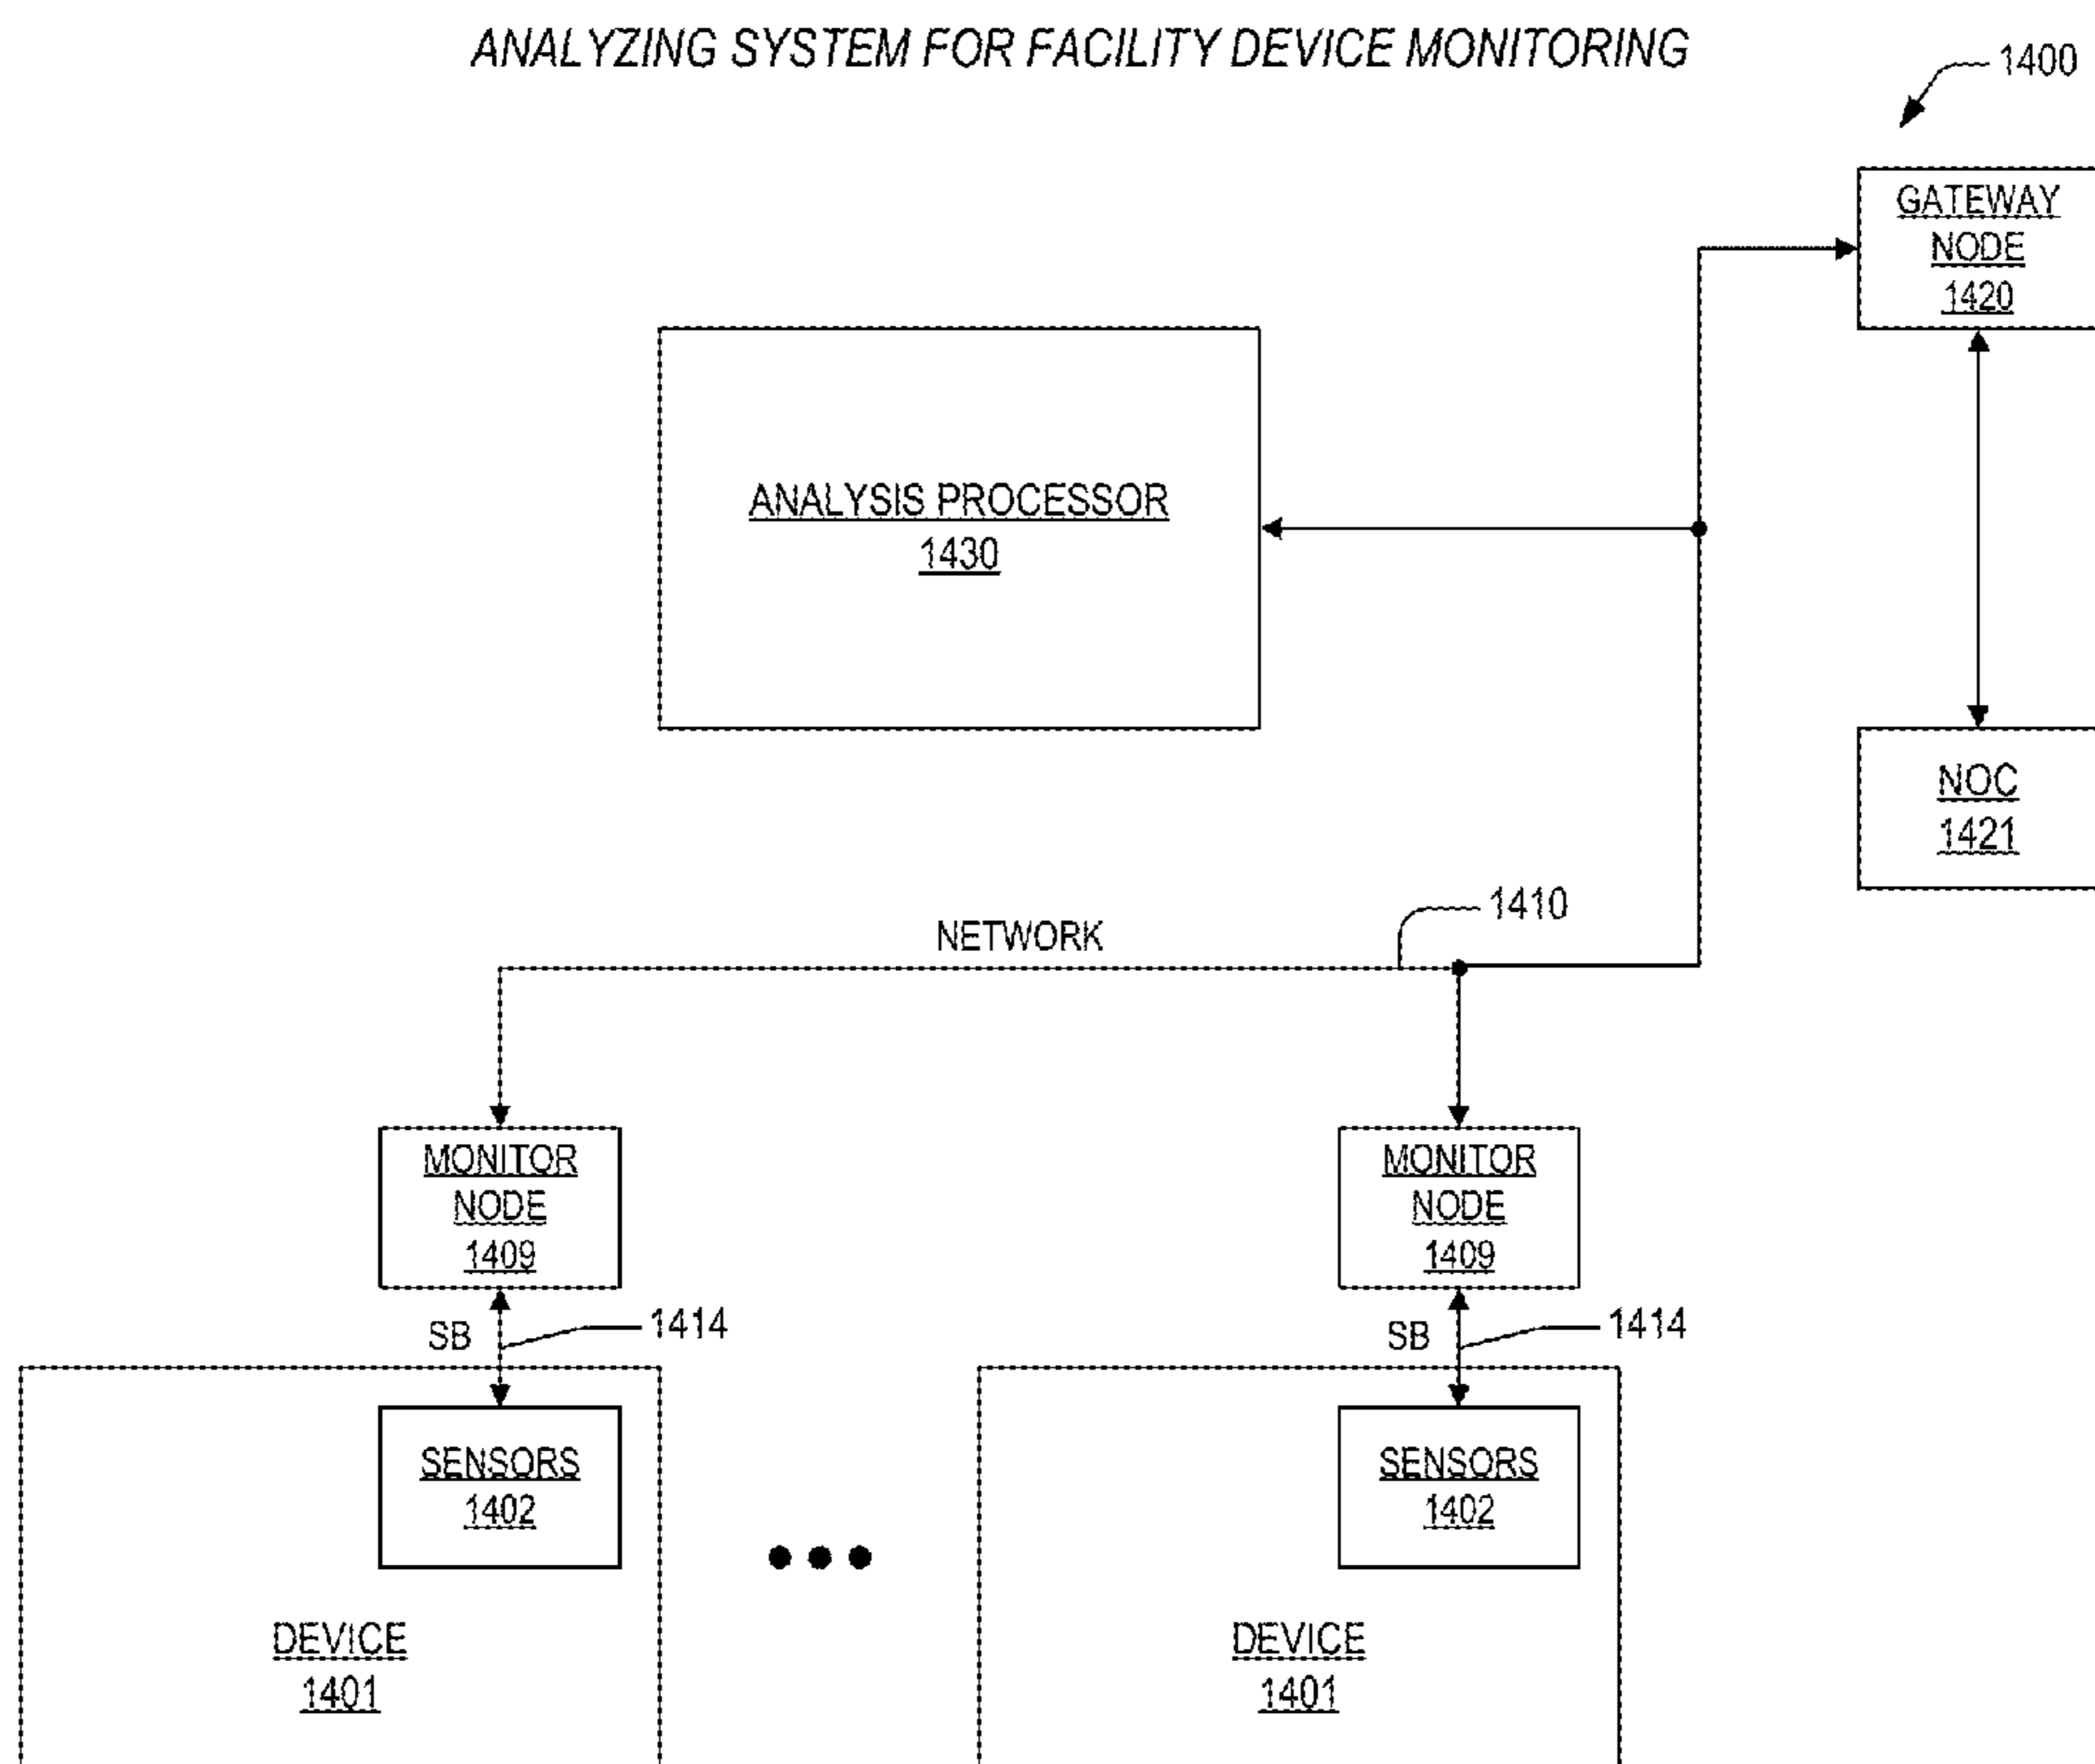 ANALYZING SYSTEM FOR FACILITY DEVICE MONITORING
1400
GATEWAY
NODE
1420
ANALYSIS PROCESSOR
1430
NOC
1421
1410
NETWORK
MONITOR
NODE
1409
MONITOR
NODE
1409
SB
1414
SB
1414
SENSORS
1402
SENSORS
1402
DEVICE
1401
DEVICE
1401